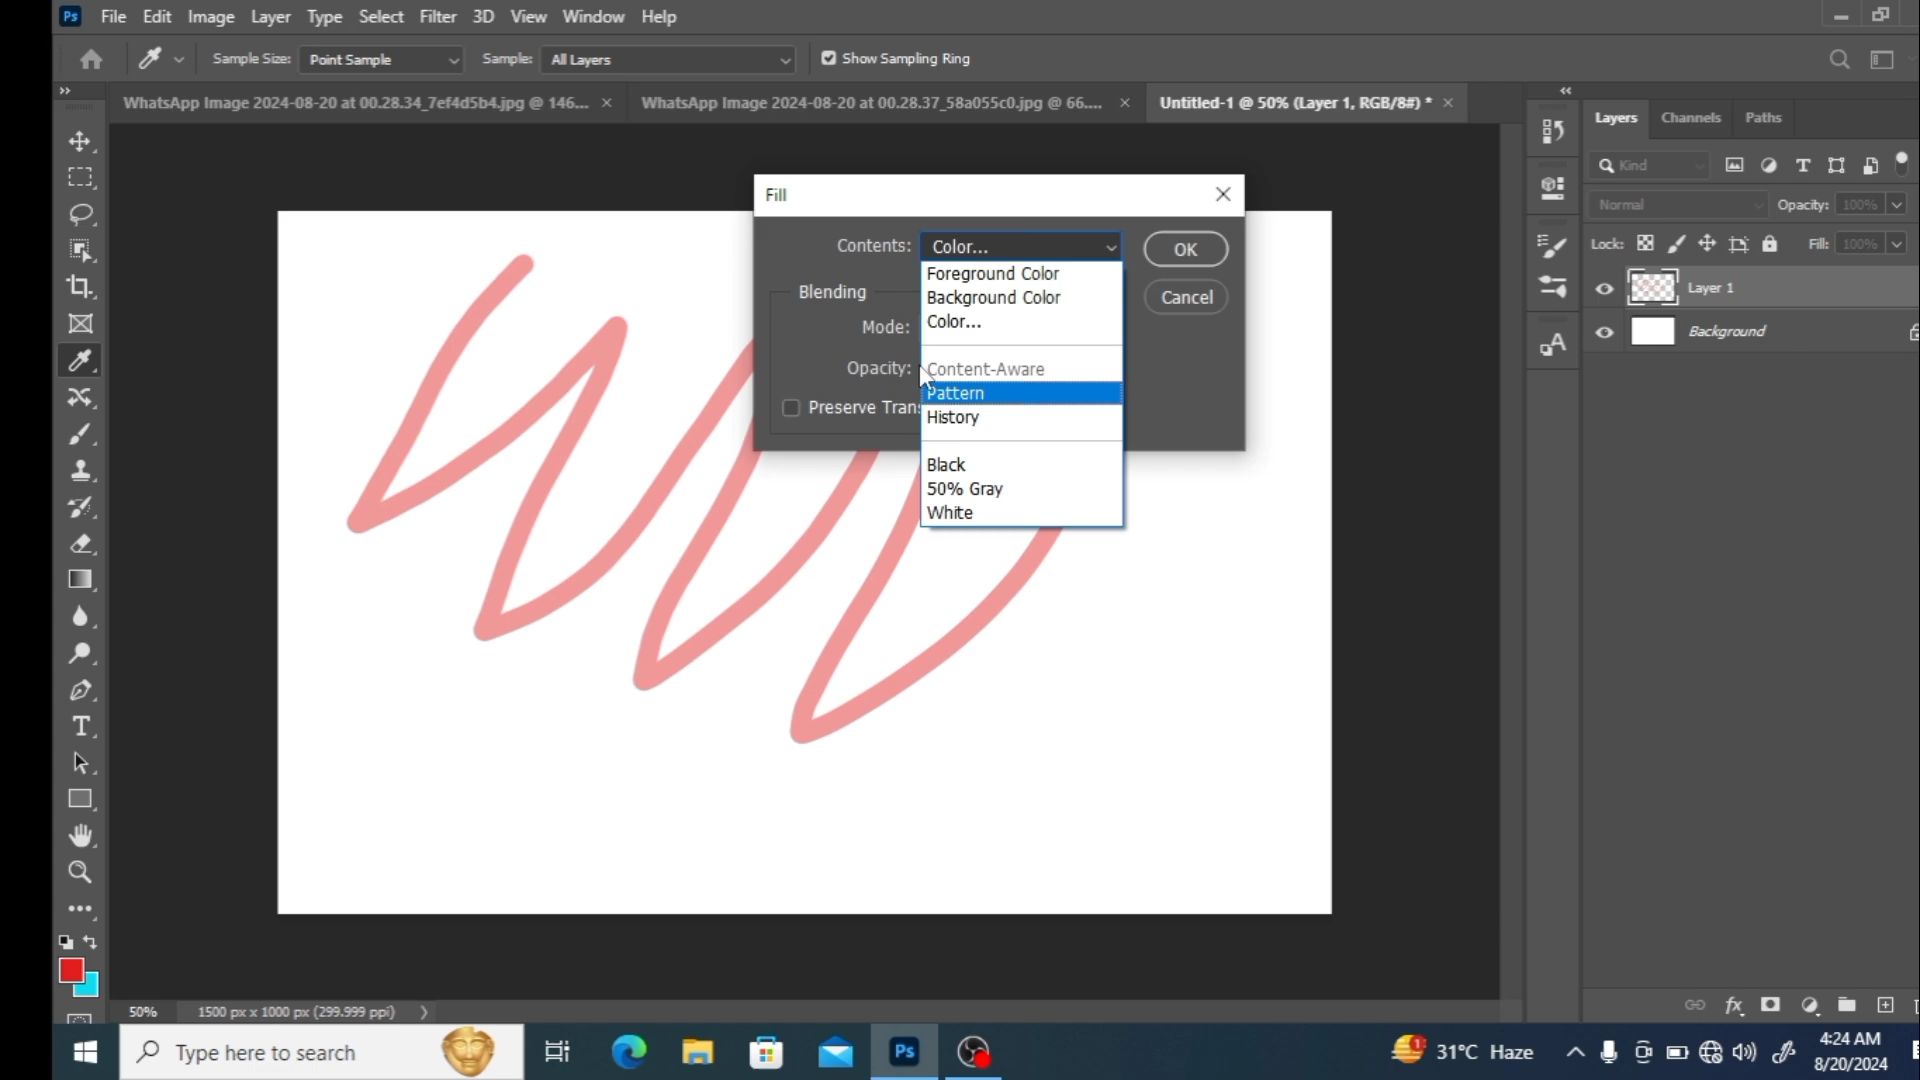 Ps File Edit Image Layer Type Select Filter 3D View Window Help
Sample Size: Point Sample Sample: All Layers Show Sampling Ring
WhatsApp Image 2024-08-20 at 00.28.34_7ef4d5b4.jpg @ 146... × WhatsApp Image 2024-08-20 at 00.28.37_58a055c0.jpg @ 66.... × Untitled-1 @ 50% (Layer 1, RGB/8#) * ×
Layers Channels Paths
Kind
Normal Opacity: 100%
Lock: Fill: 100%
Layer 1
Background
Fill
Contents: Color...
OK
Cancel
Blending
Mode:
Opacity:
Preserve Tran
Foreground Color
Background Color
Color...
Content-Aware
Pattern
History
Black
50% Gray
White
50% 1500 px x 1000 px (299.999 ppi)
Type here to search
Ps
1
31°C Haze
4:24 AM
8/20/2024